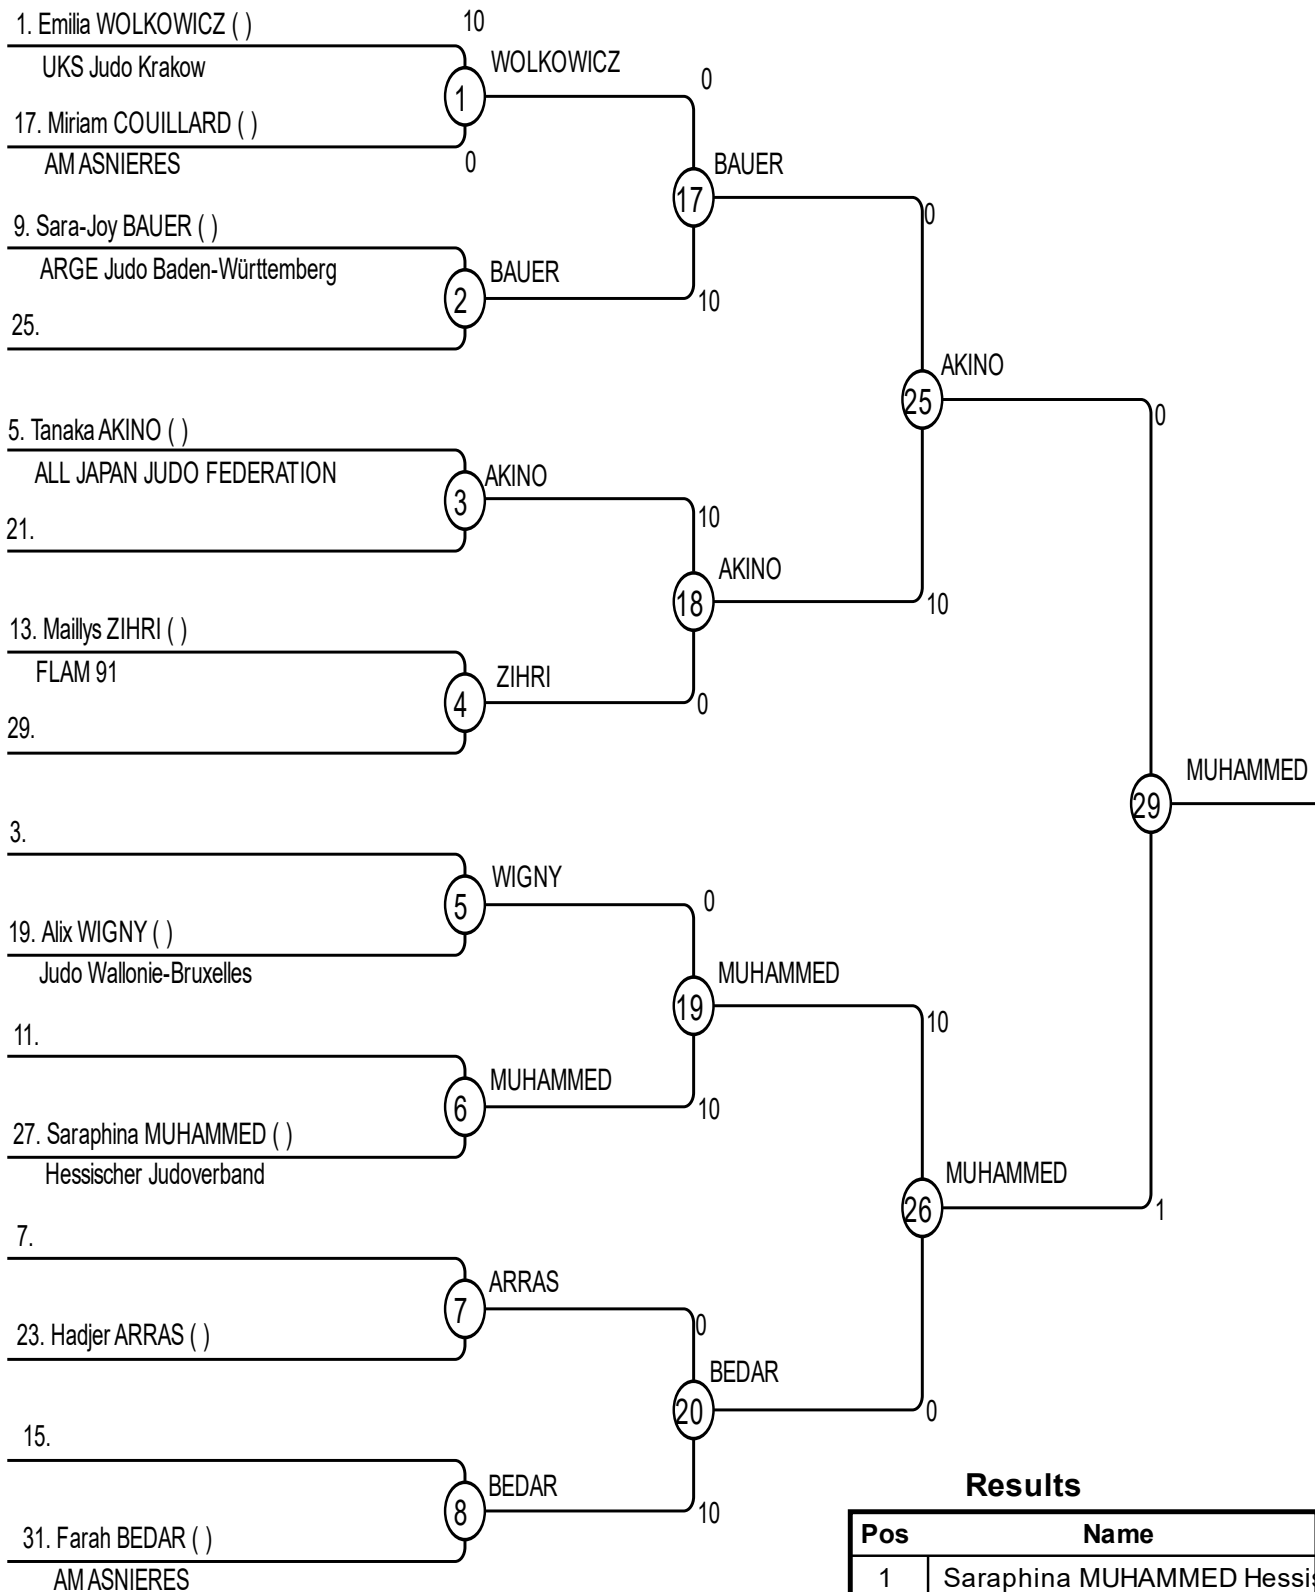 1. Emilia WOLKOWICZ ( )
10
UKS Judo Krakow
WOLKOWICZ
0
1
17. Miriam COUILLARD ( )
AM ASNIERES
0
BAUER
17
9. Sara-Joy BAUER ( )
0
ARGE Judo Baden-Württemberg
BAUER
2
10
25.
AKINO
25
0
5. Tanaka AKINO ( )
ALL JAPAN JUDO FEDERATION
AKINO
3
10
21.
AKINO
18
10
13. Maillys ZIHRI ( )
FLAM 91
ZIHRI
4
0
29.
MUHAMMED
29
3.
WIGNY
5
0
19. Alix WIGNY ( )
Judo Wallonie-Bruxelles
MUHAMMED
19
10
11.
MUHAMMED
6
10
27. Saraphina MUHAMMED ( )
Hessischer Judoverband
MUHAMMED
26
1
7.
ARRAS
7
0
23. Hadjer ARRAS ( )
BEDAR
20
0
15.
BEDAR
8
10
31. Farah BEDAR ( )
AM ASNIERES
Results
Pos Name
1 Saraphina MUHAMMED Hessis